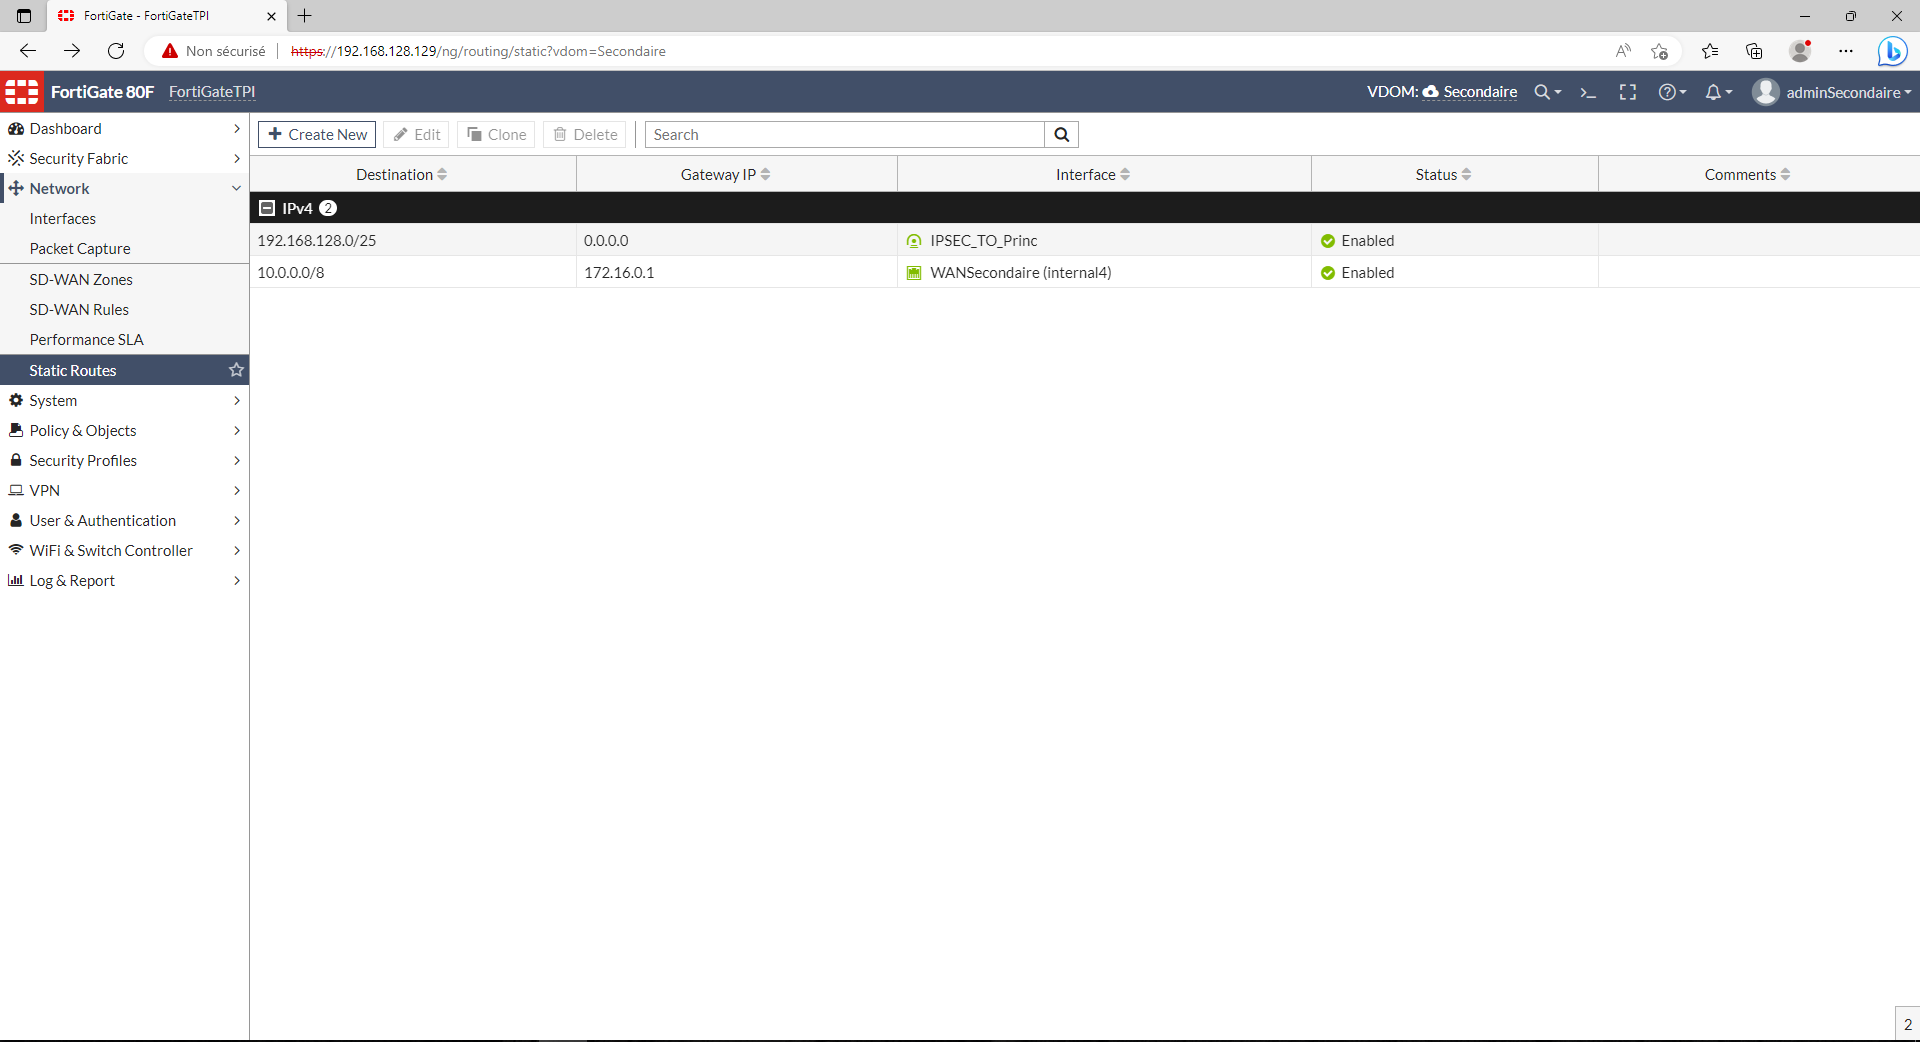 FortiGate - FortiGateTPI
Non sécurisé https://192.168.128.129/ng/routing/static?vdom=Secondaire
FortiGate 80F FortiGateTPI VDOM: Secondaire adminSecondaire
Dashboard
Security Fabric
Network
Interfaces
Packet Capture
SD-WAN Zones
SD-WAN Rules
Performance SLA
Static Routes
System
Policy & Objects
Security Profiles
VPN
User & Authentication
WiFi & Switch Controller
Log & Report
Create New Edit Clone Delete Search
Destination Gateway IP Interface Status Comments
IPv4 2
192.168.128.0/25 0.0.0.0 IPSEC_TO_Princ Enabled
10.0.0.0/8 172.16.0.1 WANSecondaire (internal4) Enabled
2